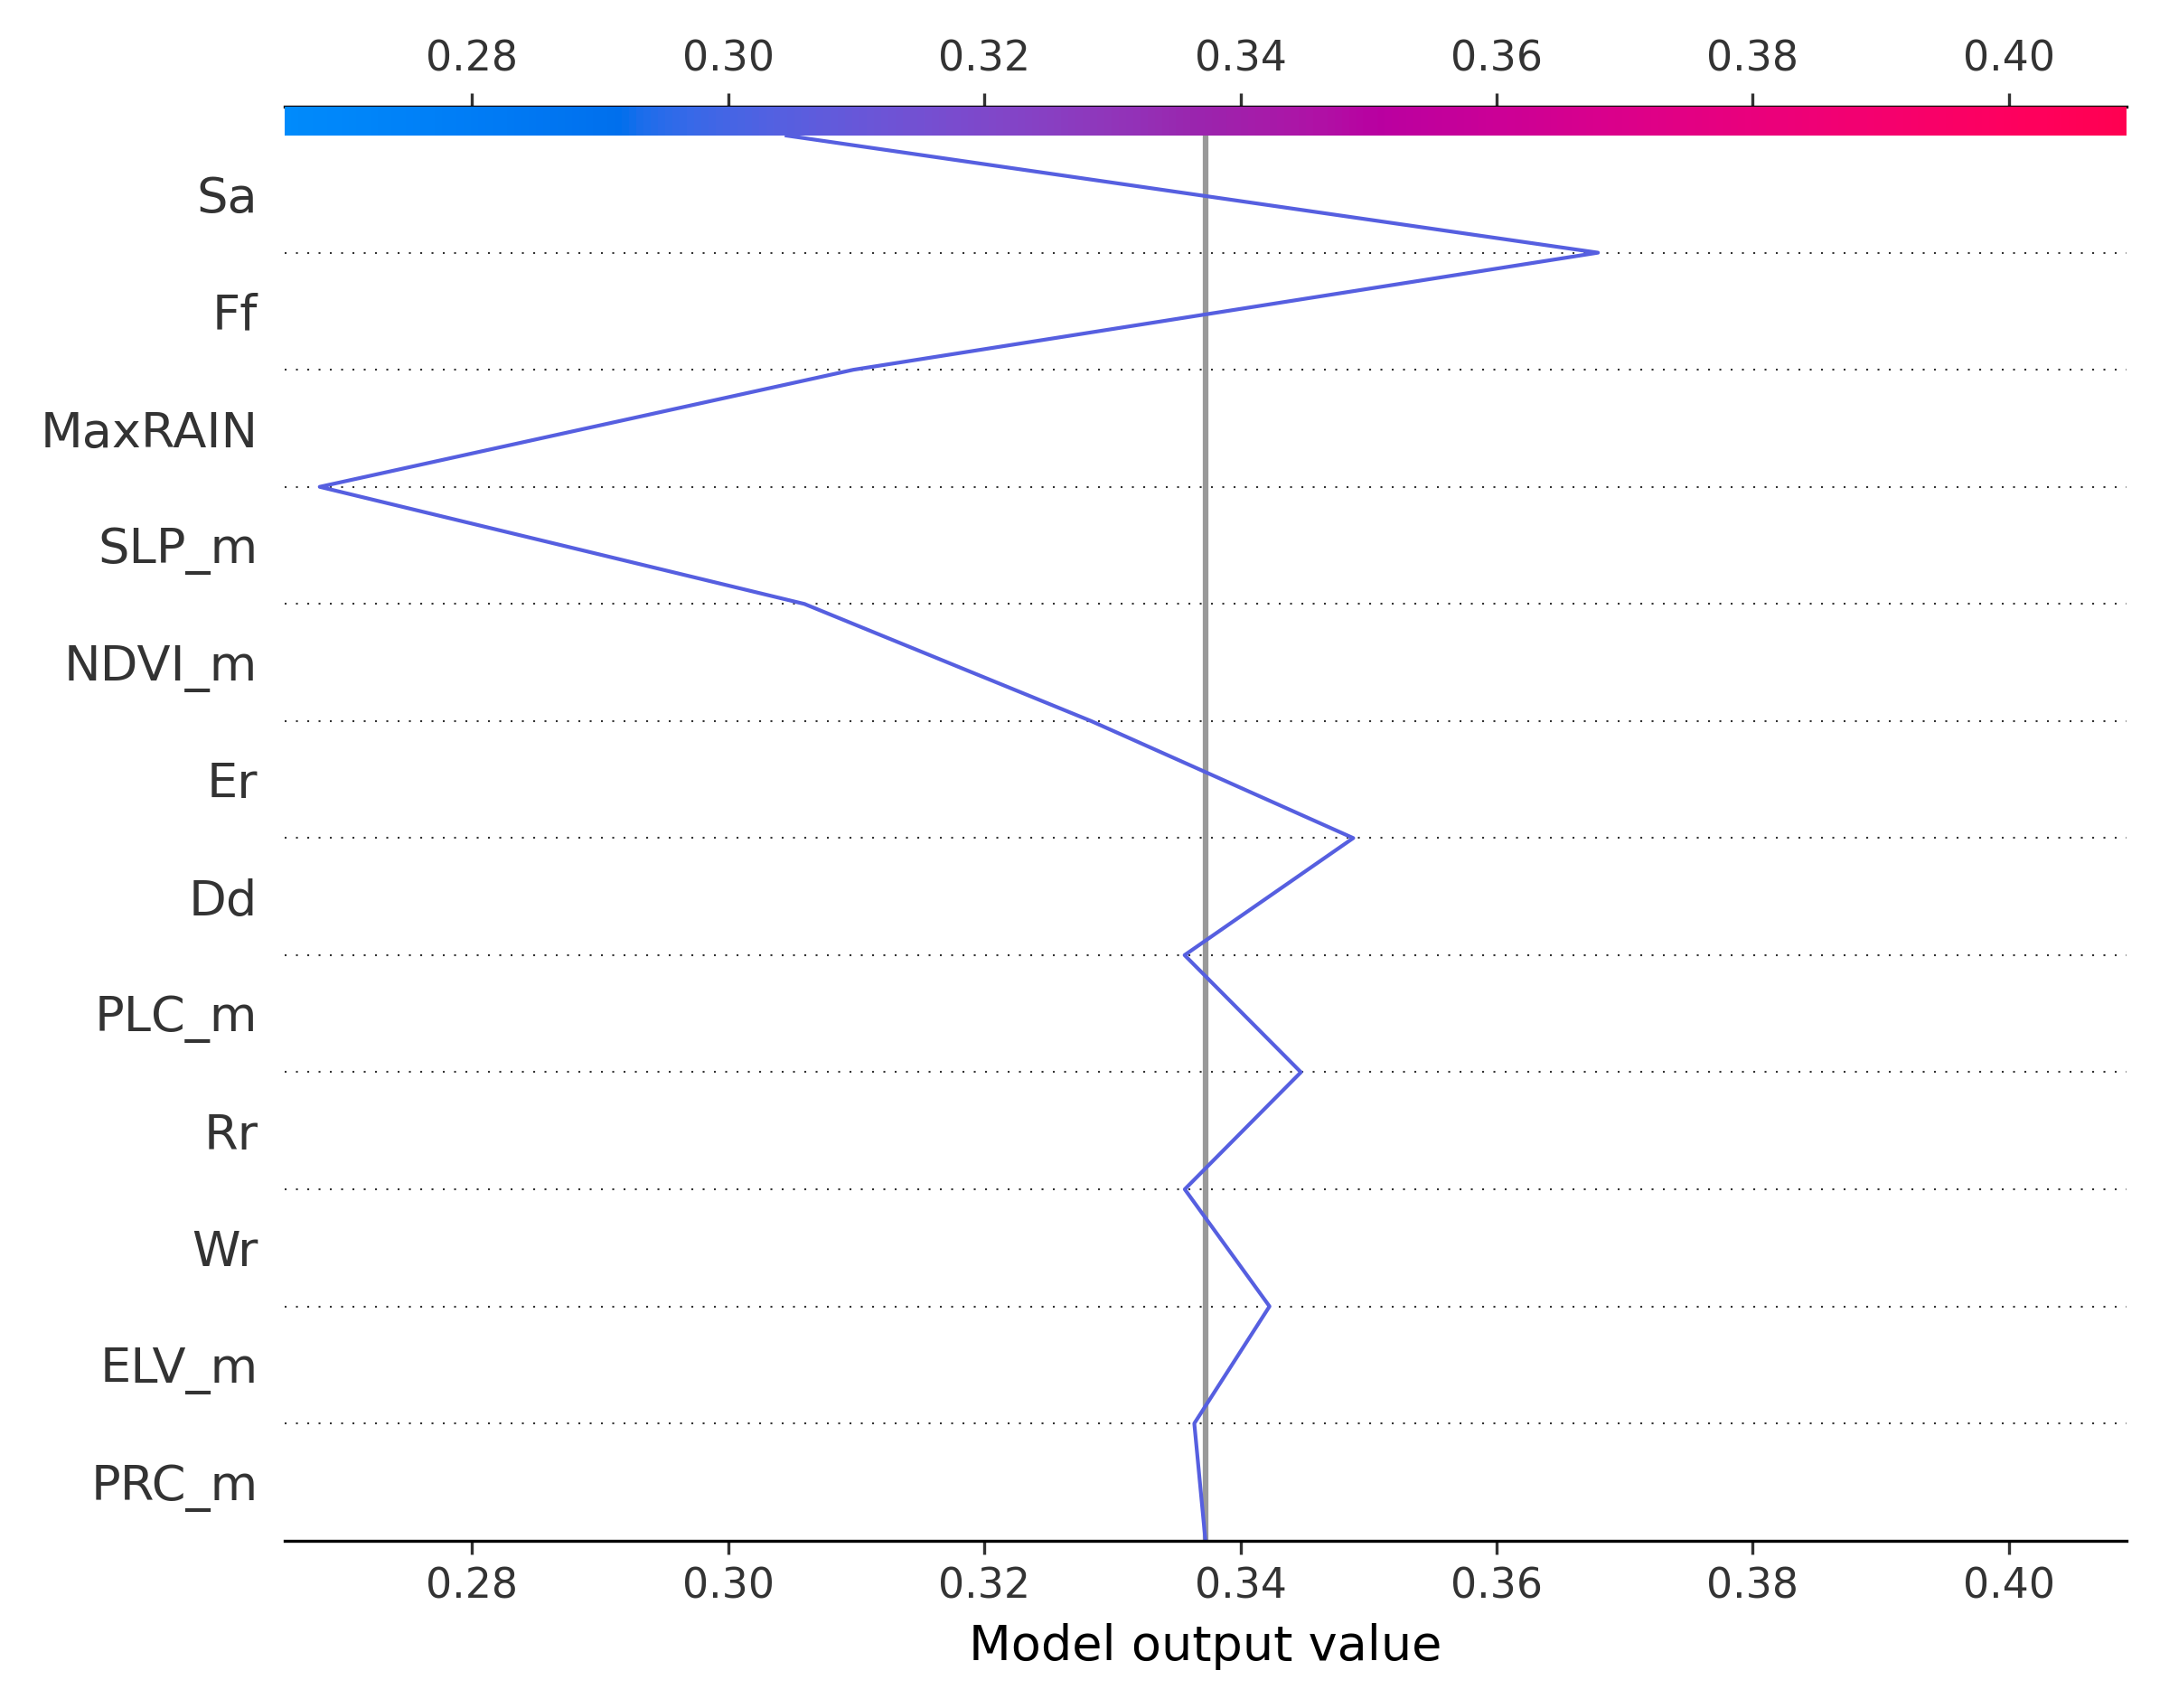 0.28 0.30 0.32 0.34 0.36 0.38 0.40
Sa
Ff
MaxRAIN
SLP_m
NDVI_m
Er
Dd
PLC_m
Rr
Wr
ELV_m
PRC_m
0.28 0.30 0.32 0.34 0.36 0.38 0.40
Model output value